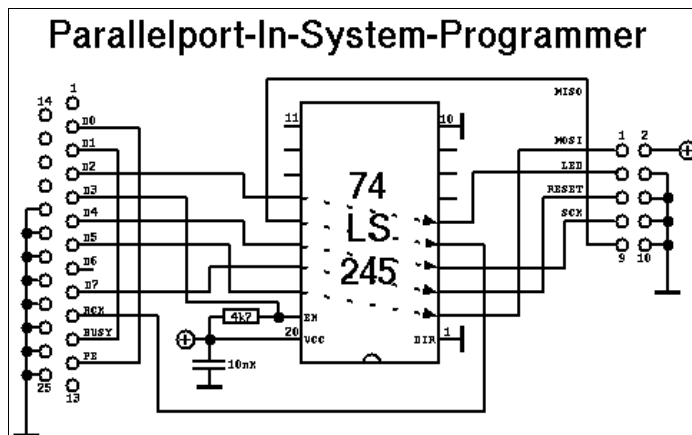 Parallelport-In-System-Programmer
1
14
D0
D1
D2
D3
D4
D5
D6
D7
BUSY
PE
25
13
11
10
74
LS
245
4k7
EN
20
VCC
DIR
1
10nX
MISO
MOSI
LED
RESET
SCK
1
2
9
10